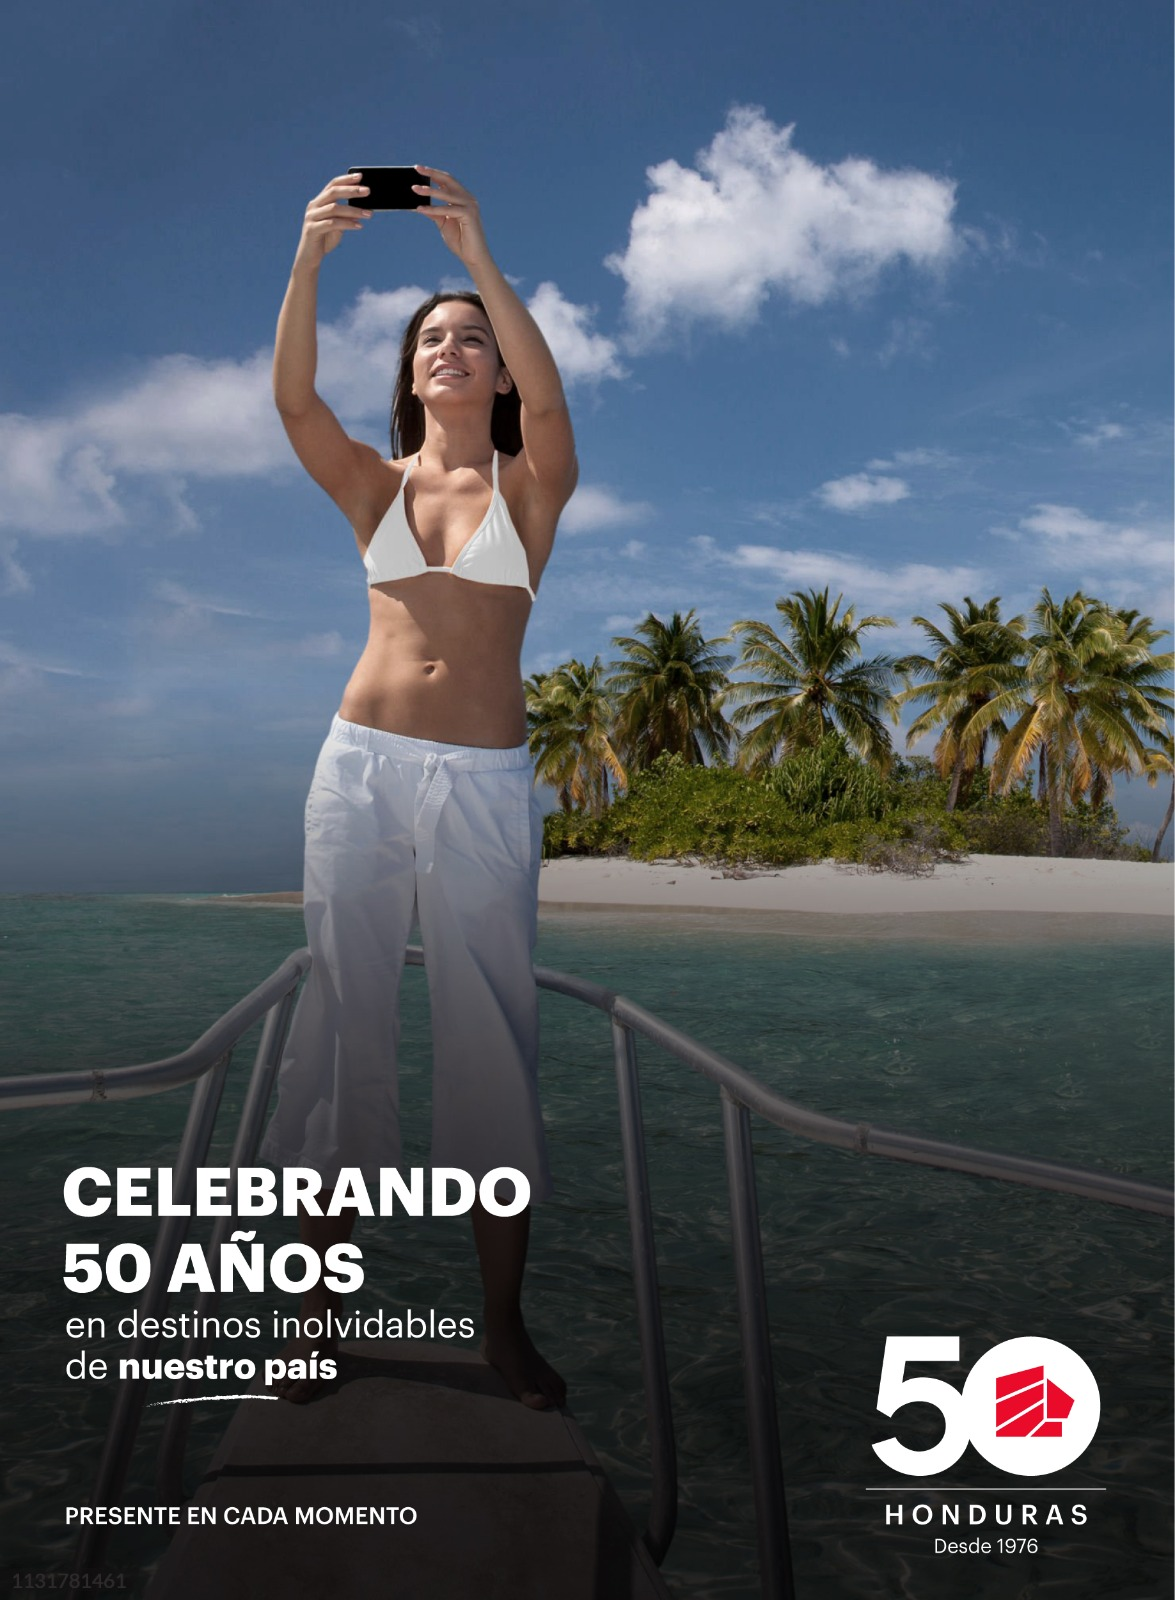 CELEBRANDO
50 AÑOS
en destinos inolvidables
de nuestro país
PRESENTE EN CADA MOMENTO
50
HONDURAS
Desde 1976
1131781461